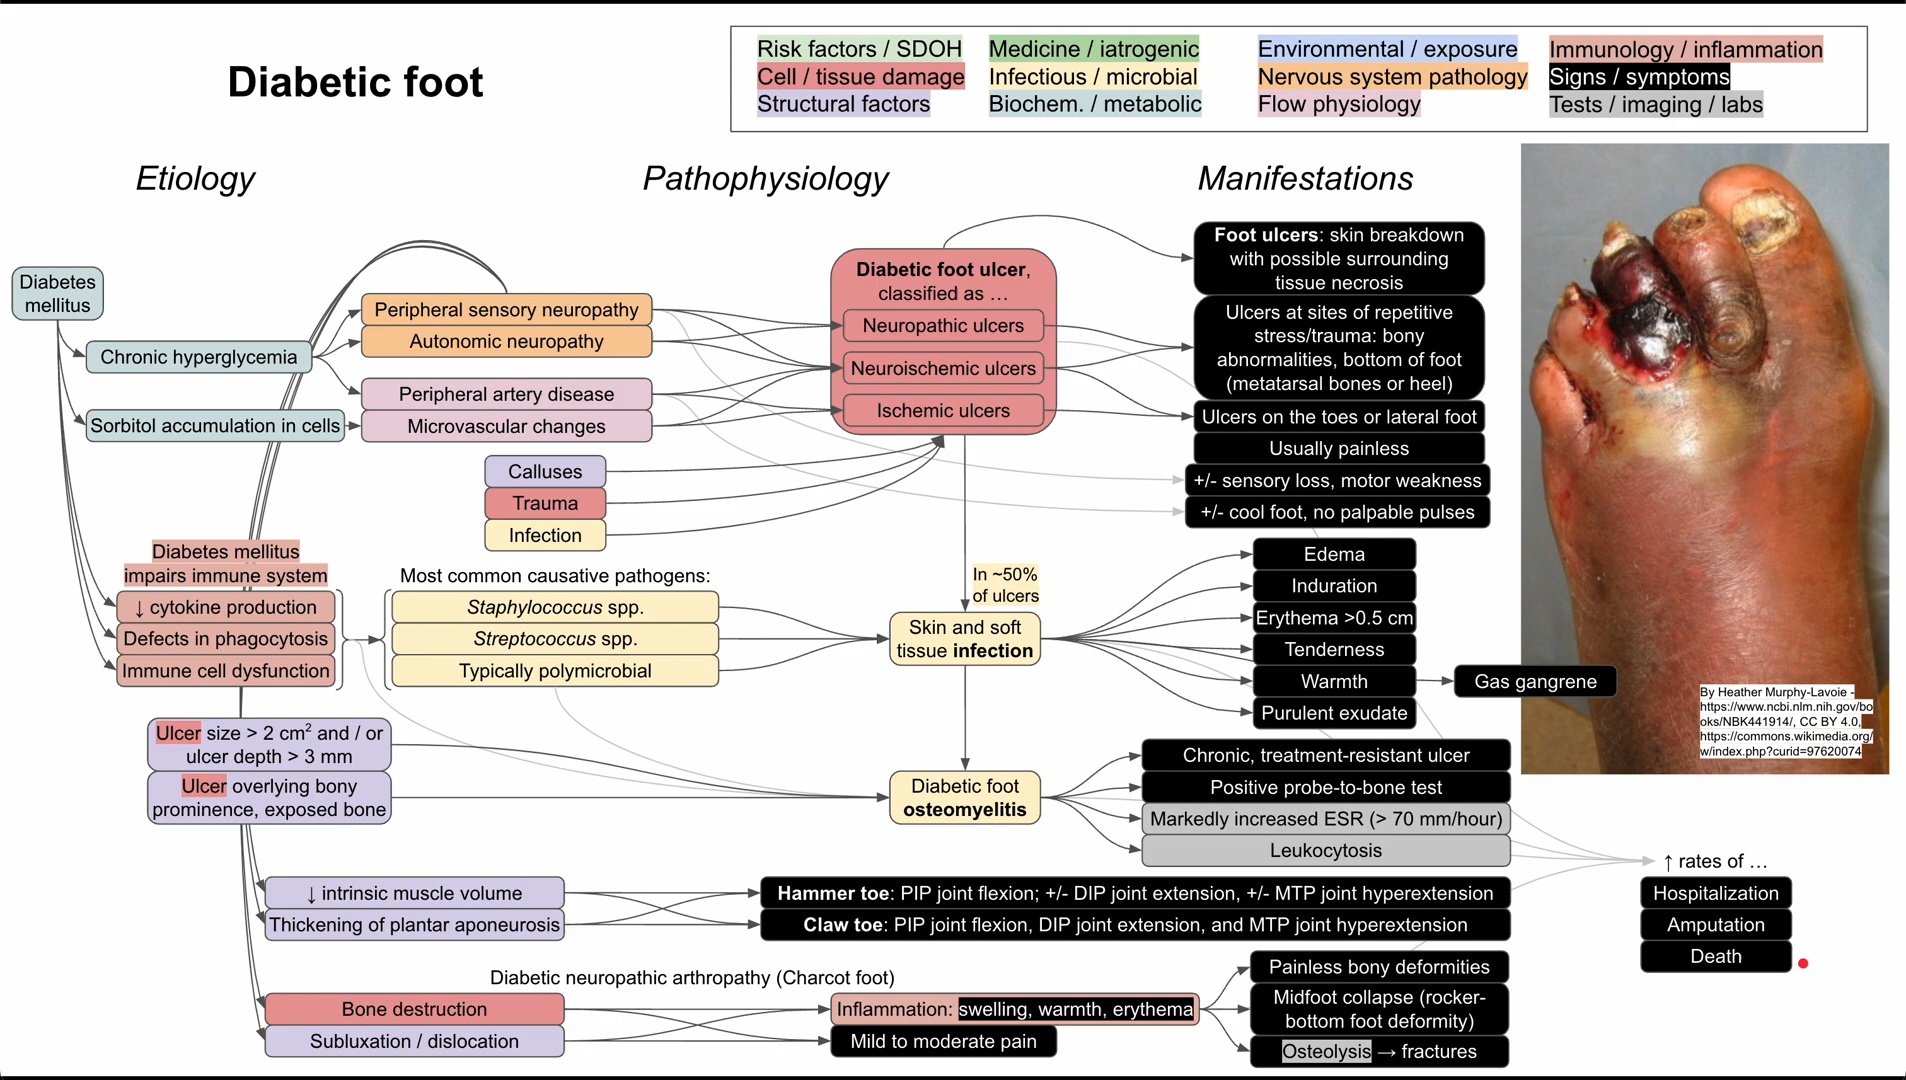 Diabetic foot
Risk factors / SDOH
Medicine / iatrogenic
Environmental / exposure
Immunology / inflammation
Cell / tissue damage
Infectious / microbial
Nervous system pathology
Signs / symptoms
Structural factors
Biochem. / metabolic
Flow physiology
Tests / imaging / labs
Etiology
Pathophysiology
Manifestations
Diabetes
mellitus
Chronic hyperglycemia
Sorbitol accumulation in cells
Peripheral sensory neuropathy
Autonomic neuropathy
Peripheral artery disease
Microvascular changes
Calluses
Trauma
Infection
Diabetic foot ulcer,
classified as …
Neuropathic ulcers
Neuroischemic ulcers
Ischemic ulcers
Foot ulcers: skin breakdown
with possible surrounding
tissue necrosis
Ulcers at sites of repetitive
stress/trauma: bony
abnormalities, bottom of foot
(metatarsal bones or heel)
Ulcers on the toes or lateral foot
Usually painless
+/- sensory loss, motor weakness
+/- cool foot, no palpable pulses
Diabetes mellitus
impairs immune system
↓ cytokine production
Defects in phagocytosis
Immune cell dysfunction
Most common causative pathogens:
Staphylococcus spp.
Streptococcus spp.
Typically polymicrobial
In ~50%
of ulcers
Skin and soft
tissue infection
Edema
Induration
Erythema >0.5 cm
Tenderness
Warmth
Purulent exudate
Gas gangrene
By Heather Murphy-Lavoie -
https://www.ncbi.nlm.nih.gov/bo
oks/NBK441914/, CC BY 4.0,
https://commons.wikimedia.org/
w/index.php?curid=97620074
Ulcer size > 2 cm² and / or
ulcer depth > 3 mm
Ulcer overlying bony
prominence, exposed bone
Diabetic foot
osteomyelitis
Chronic, treatment-resistant ulcer
Positive probe-to-bone test
Markedly increased ESR (> 70 mm/hour)
Leukocytosis
↑ rates of …
Hospitalization
Amputation
Death
↓ intrinsic muscle volume
Thickening of plantar aponeurosis
Hammer toe: PIP joint flexion; +/- DIP joint extension, +/- MTP joint hyperextension
Claw toe: PIP joint flexion, DIP joint extension, and MTP joint hyperextension
Diabetic neuropathic arthropathy (Charcot foot)
Bone destruction
Subluxation / dislocation
Inflammation: swelling, warmth, erythema
Mild to moderate pain
Painless bony deformities
Midfoot collapse (rocker-
bottom foot deformity)
Osteolysis → fractures